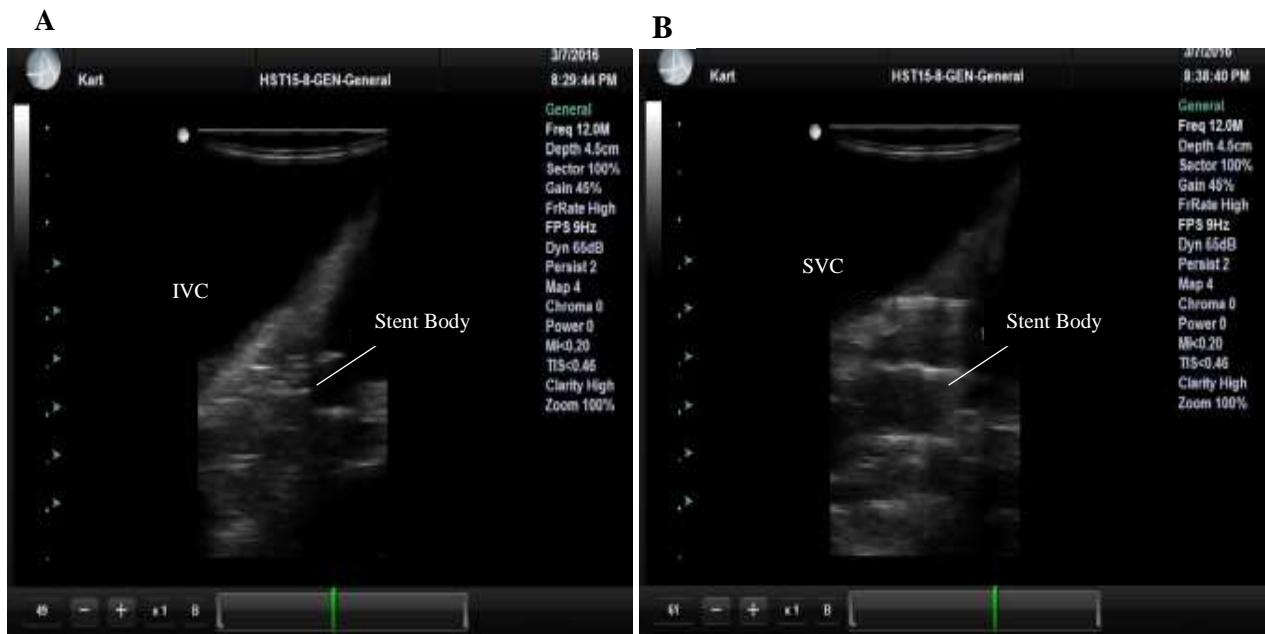 A
3/7/2016
Kart HST15-8-GEN-General 8:29:44 PM
General
Freq 12.0M
Depth 4.5cm
Sector 100%
Gain 45%
FrRate High
FPS 9Hz
Dyn 65dB
Persist 2
Map 4
Chroma 0
Power 0
MI<0.20
TIS<0.46
Clarity High
Zoom 100%
IVC
Stent Body
49 − + x1 B
B
3/7/2016
Kart HST15-8-GEN-General 8:38:40 PM
General
Freq 12.0M
Depth 4.5cm
Sector 100%
Gain 45%
FrRate High
FPS 9Hz
Dyn 65dB
Persist 2
Map 4
Chroma 0
Power 0
MI<0.20
TIS<0.46
Clarity High
Zoom 100%
SVC
Stent Body
61 − + x1 B